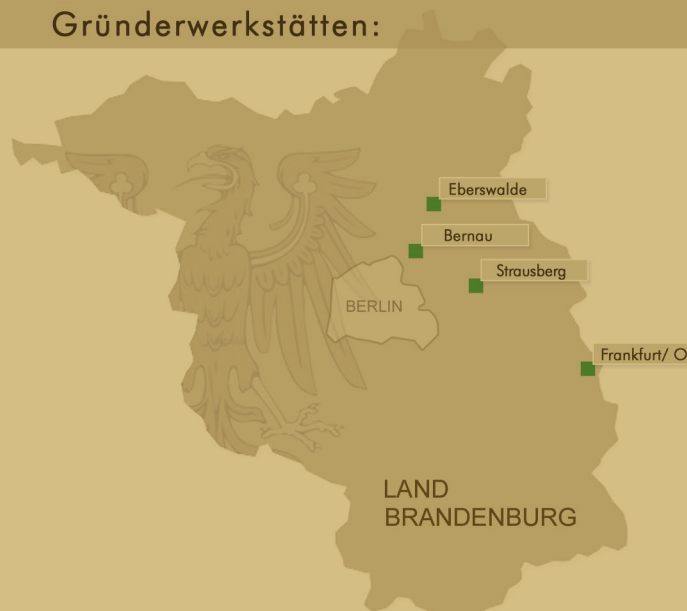 Gründerwerkstätten:
Eberswalde
Bernau
Strausberg
BERLIN
Frankfurt/ O
LAND
BRANDENBURG